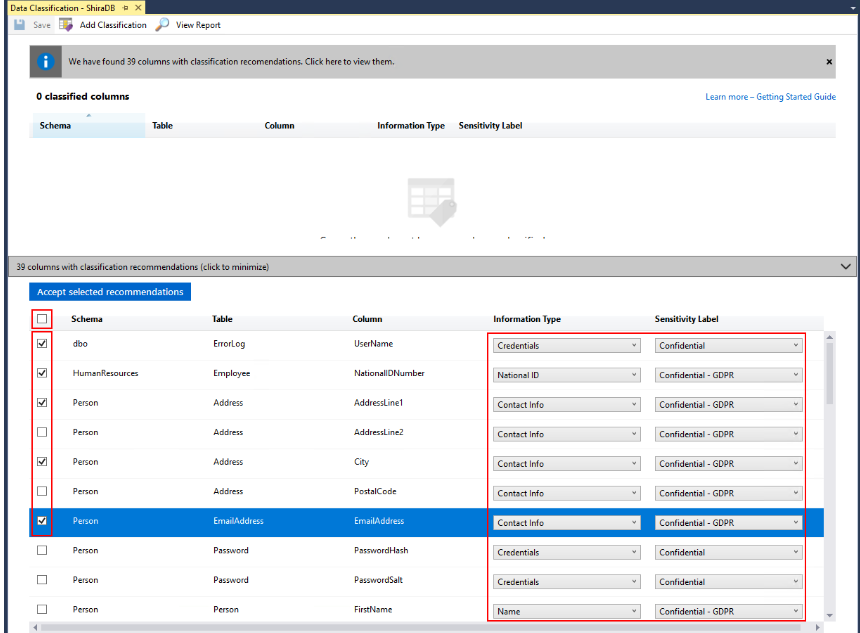 Data Classification - ShiraDB
Save Add Classification View Report
We have found 39 columns with classification recomendations. Click here to view them.
0 classified columns Learn more – Getting Started Guide
Schema Table Column Information Type Sensitivity Label
39 columns with classification recommendations (click to minimize)
Accept selected recommendations
Schema Table Column Information Type Sensitivity Label
dbo ErrorLog UserName Credentials Confidential
HumanResources Employee NationalIDNumber National ID Confidential - GDPR
Person Address AddressLine1 Contact Info Confidential - GDPR
Person Address AddressLine2 Contact Info Confidential - GDPR
Person Address City Contact Info Confidential - GDPR
Person Address PostalCode Contact Info Confidential - GDPR
Person EmailAddress EmailAddress Contact Info Confidential - GDPR
Person Password PasswordHash Credentials Confidential
Person Password PasswordSalt Credentials Confidential
Person Person FirstName Name Confidential - GDPR